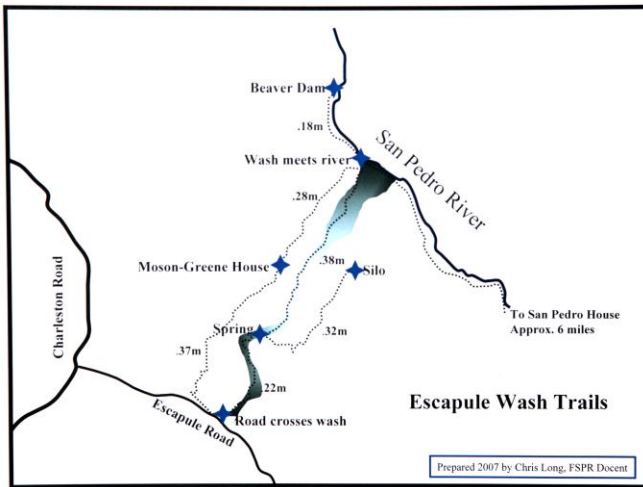 Beaver Dam
.18m
Wash meets river
San Pedro River
.28m
Moson-Greene House
.38m
Silo
To San Pedro House
Approx. 6 miles
Charleston Road
Spring
.32m
.37m
.22m
Escapule Road
Road crosses wash
Escapule Wash Trails
Prepared 2007 by Chris Long, FSPR Docent